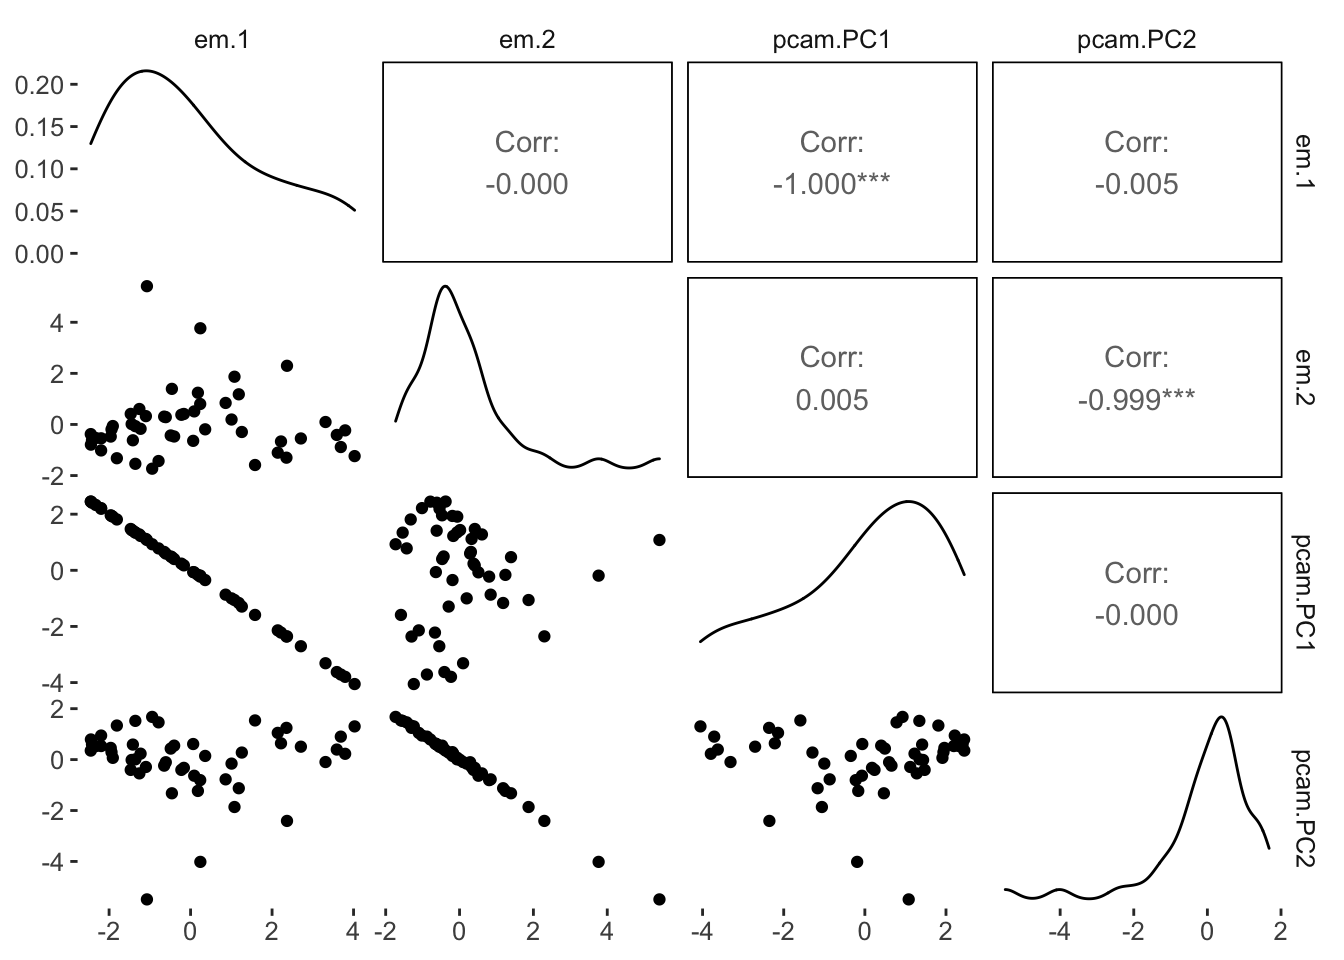 em.1 em.2 pcam.PC1 pcam.PC2
0.20
0.15
0.10
0.05
0.00
Corr:
-0.000
Corr:
-1.000***
Corr:
-0.005
em.1
4
2
0
-2
Corr:
0.005
Corr:
-0.999***
em.2
2
0
-2
-4
Corr:
-0.000
pcam.PC1
2
0
-2
-4
pcam.PC2
-2 0 2 4 -2 0 2 4 -4 -2 0 2 -4 -2 0 2